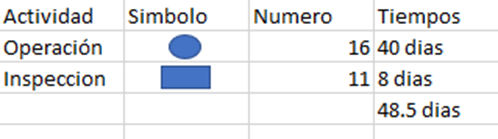 Actividad Simbolo Numero Tiempos
Operación 16 40 dias
Inspeccion 11 8 dias
48.5 dias